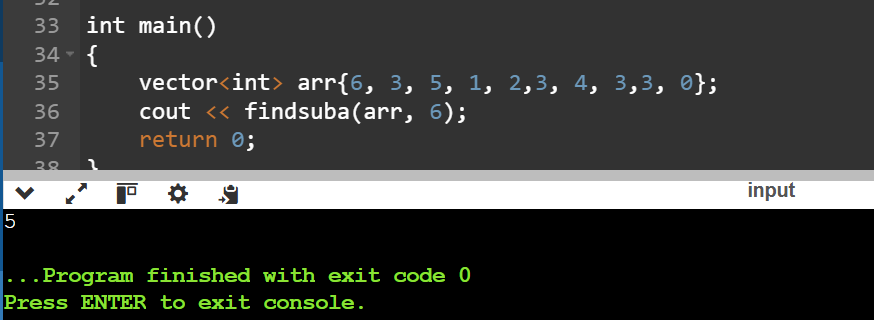 32
33 int main()
34 {
35 vector<int> arr{6, 3, 5, 1, 2,3, 4, 3,3, 0};
36 cout << findsuba(arr, 6);
37 return 0;
38 }
input
5
...Program finished with exit code 0
Press ENTER to exit console.